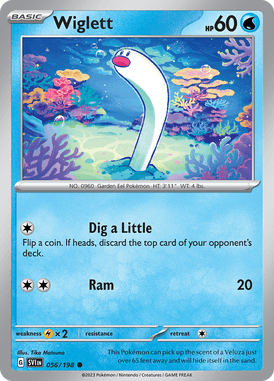 BASIC
Wiglett
HP60
NO. 0960 Garden Eel Pokémon HT: 3'11" WT: 4 lbs.
Dig a Little
Flip a coin. If heads, discard the top card of your opponent's
deck.
Ram 20
weakness ×2 resistance retreat
Illus. Tika Matsuno
G SVI EN 056/198
This Pokémon can pick up the scent of a Veluza just
over 65 feet away and will hide itself in the sand.
©2023 Pokémon / Nintendo / Creatures / GAME FREAK